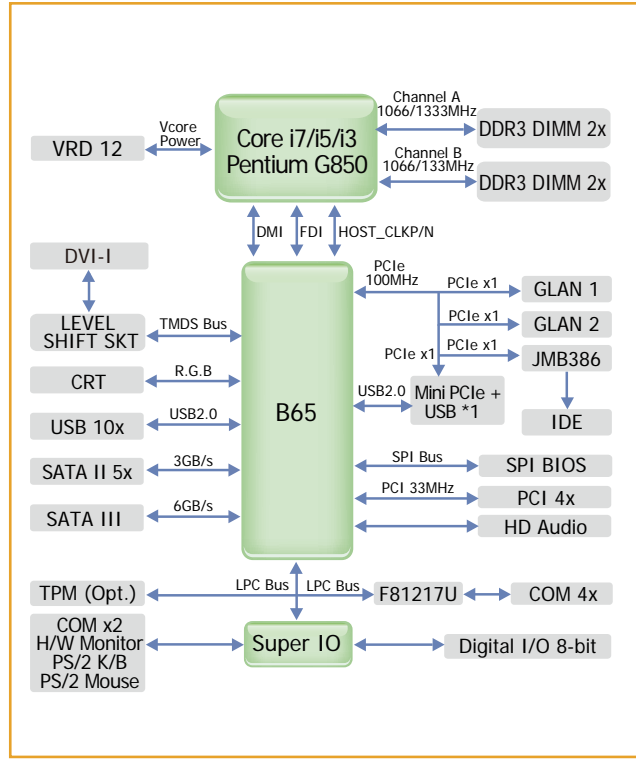 Channel A
1066/1333MHz
Vcore
Power
VRD 12
Core i7/i5/i3
Pentium G850
DDR3 DIMM 2x
Channel B
1066/133MHz
DDR3 DIMM 2x
DMI
FDI
HOST_CLKP/N
DVI-I
PCIe
100MHz
PCIe x1
GLAN 1
LEVEL
SHIFT SKT
TMDS Bus
PCIe x1
GLAN 2
PCIe x1
PCIe x1
JMB386
CRT
R.G.B
B65
USB2.0
Mini PCIe +
USB *1
IDE
USB 10x
USB2.0
SATA II 5x
3GB/s
SPI Bus
SPI BIOS
PCI 33MHz
PCI 4x
SATA III
6GB/s
HD Audio
TPM (Opt.)
LPC Bus
LPC Bus
F81217U
COM 4x
COM x2
H/W Monitor
PS/2 K/B
PS/2 Mouse
Super IO
Digital I/O 8-bit